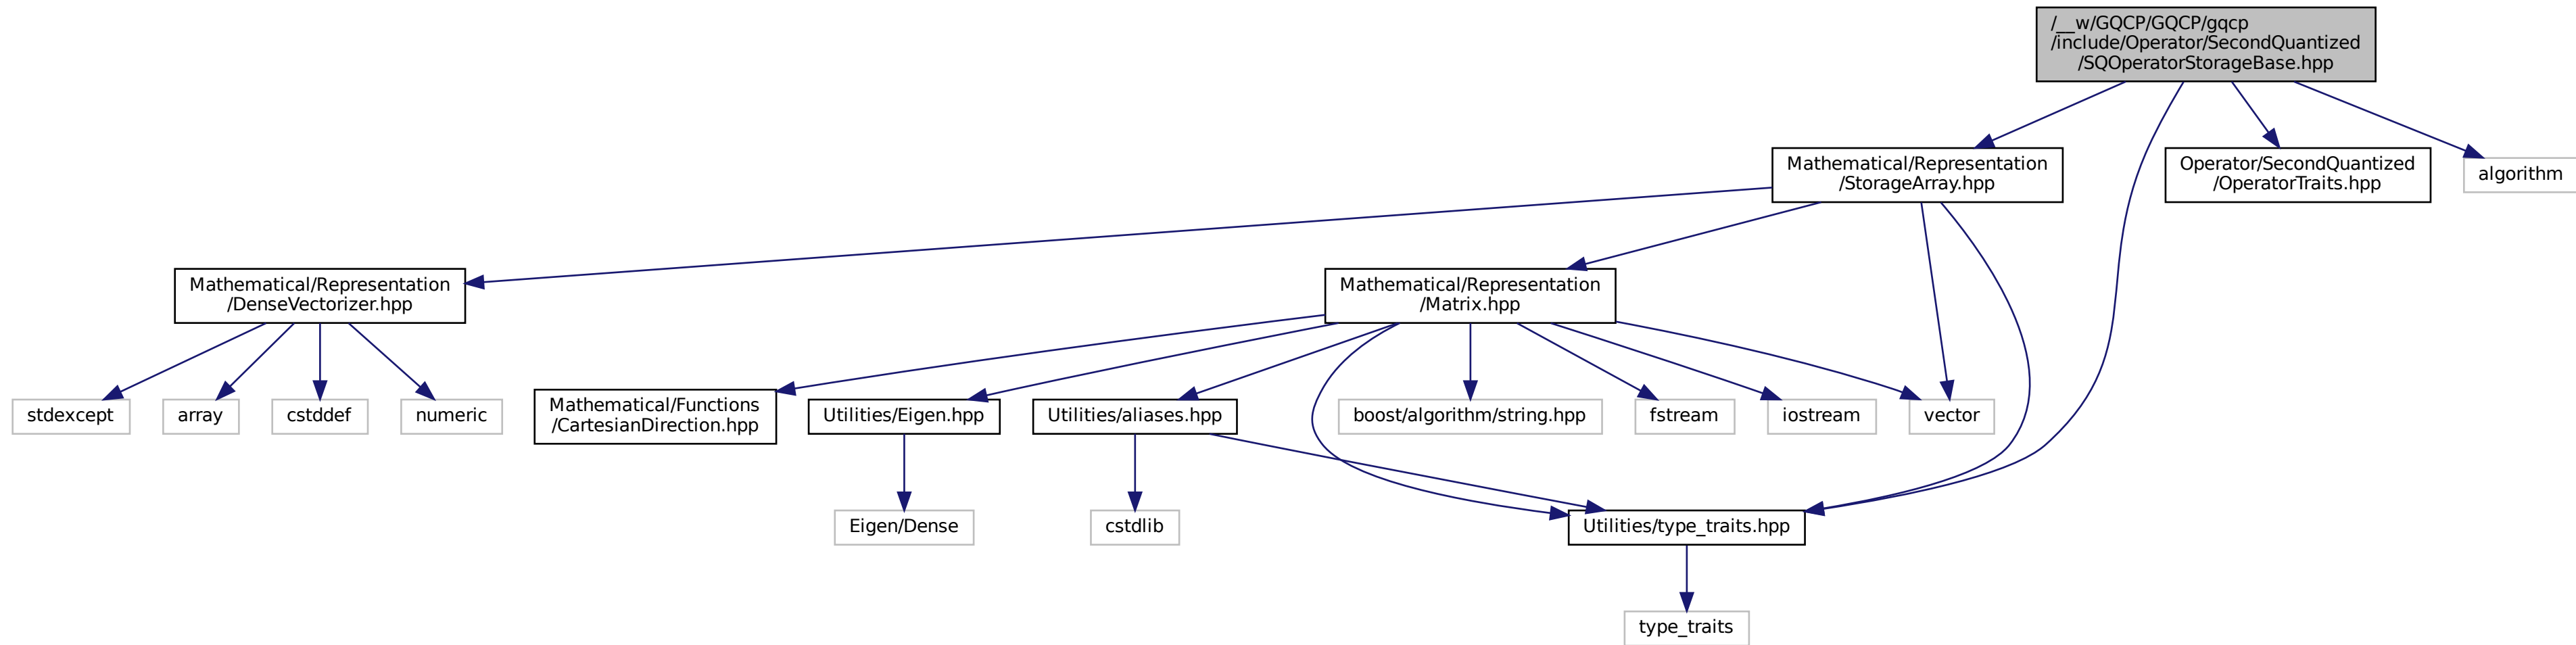 /__w/GQCP/GQCP/gqcp
/include/Operator/SecondQuantized
/SQOperatorStorageBase.hpp
Mathematical/Representation
/StorageArray.hpp
Operator/SecondQuantized
/OperatorTraits.hpp
algorithm
Mathematical/Representation
/DenseVectorizer.hpp
Mathematical/Representation
/Matrix.hpp
stdexcept
array
cstddef
numeric
Mathematical/Functions
/CartesianDirection.hpp
Utilities/Eigen.hpp
Utilities/aliases.hpp
boost/algorithm/string.hpp
fstream
iostream
vector
Eigen/Dense
cstdlib
Utilities/type_traits.hpp
type_traits